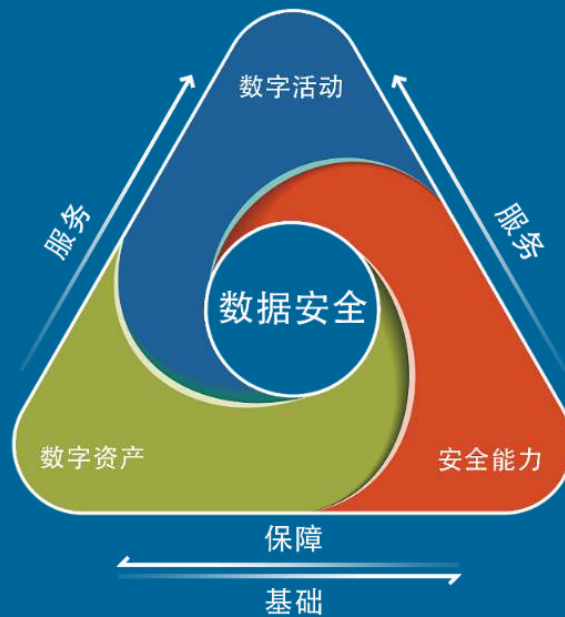 数字活动
服务
服务
数据安全
数字资产
安全能力
保障
基础